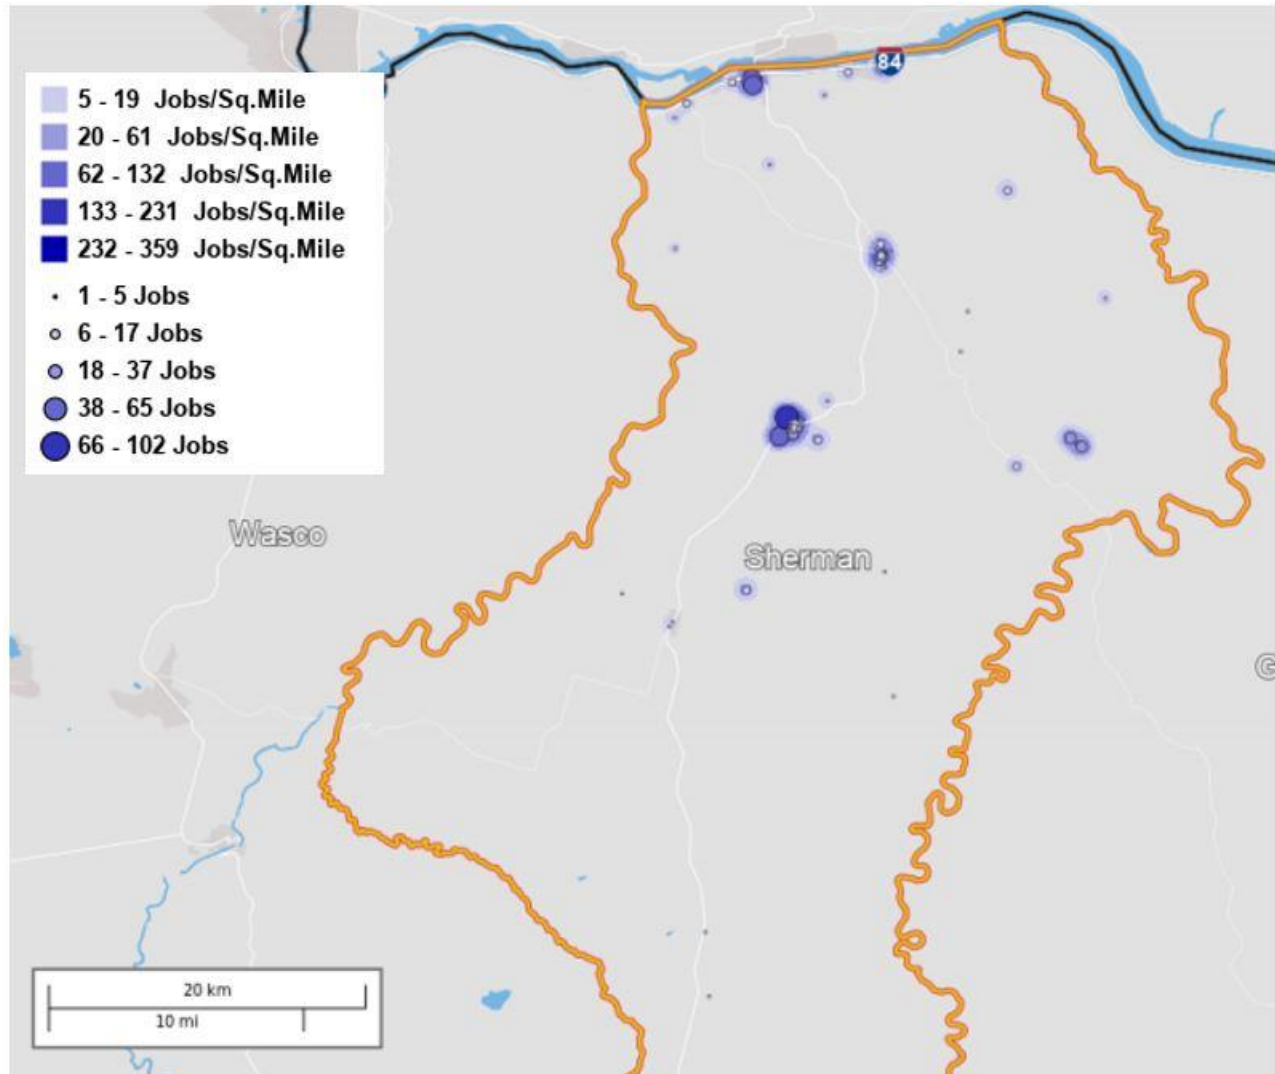 84
5 - 19 Jobs/Sq.Mile
20 - 61 Jobs/Sq.Mile
62 - 132 Jobs/Sq.Mile
133 - 231 Jobs/Sq.Mile
232 - 359 Jobs/Sq.Mile
1 - 5 Jobs
6 - 17 Jobs
18 - 37 Jobs
38 - 65 Jobs
66 - 102 Jobs
Wasco
Sherman
G
20 km
10 mi